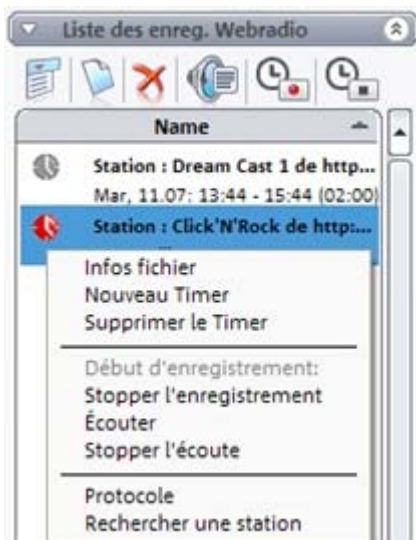 Liste des enreg. Webradio
Name
Station : Dream Cast 1 de http...
Mar, 11.07: 13:44 - 15:44 (02:00)
Station : Click'N'Rock de http:...
Infos fichier
Nouveau Timer
Supprimer le Timer
Début d'enregistrement:
Stopper l'enregistrement
Écouter
Stopper l'écoute
Protocole
Rechercher une station